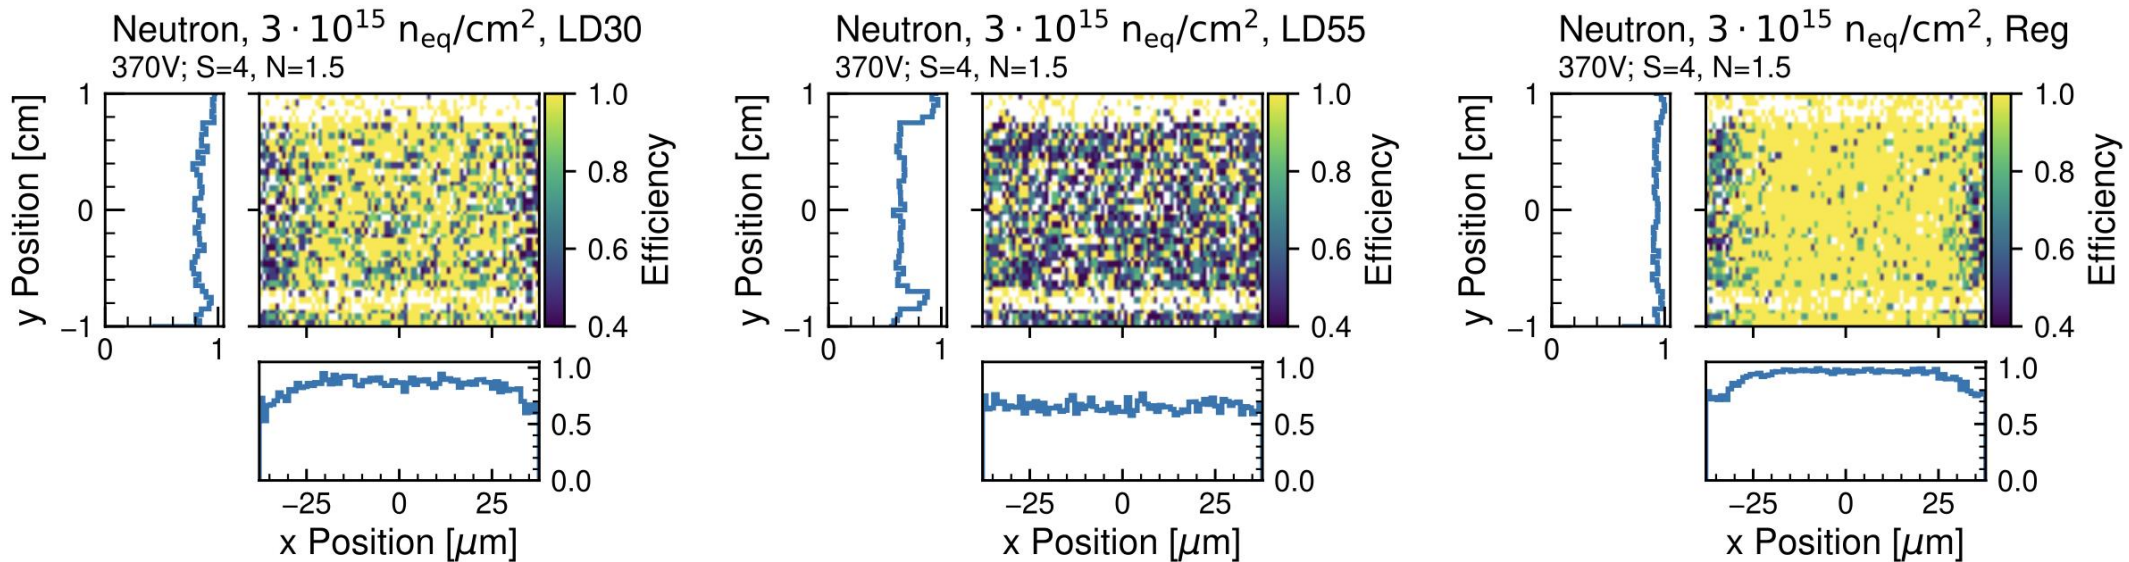 Neutron, 3 · 10¹⁵ n_eq/cm², LD30
370V; S=4, N=1.5
y Position [cm]
1
0
−1
0 1
1.0
0.8
0.6
0.4
Efficiency
1.0
0.5
0.0
−25 0 25
x Position [μm]
Neutron, 3 · 10¹⁵ n_eq/cm², LD55
370V; S=4, N=1.5
y Position [cm]
1
0
−1
0 1
1.0
0.8
0.6
0.4
Efficiency
1.0
0.5
0.0
−25 0 25
x Position [μm]
Neutron, 3 · 10¹⁵ n_eq/cm², Reg
370V; S=4, N=1.5
y Position [cm]
1
0
−1
0 1
1.0
0.8
0.6
0.4
Efficiency
1.0
0.5
0.0
−25 0 25
x Position [μm]